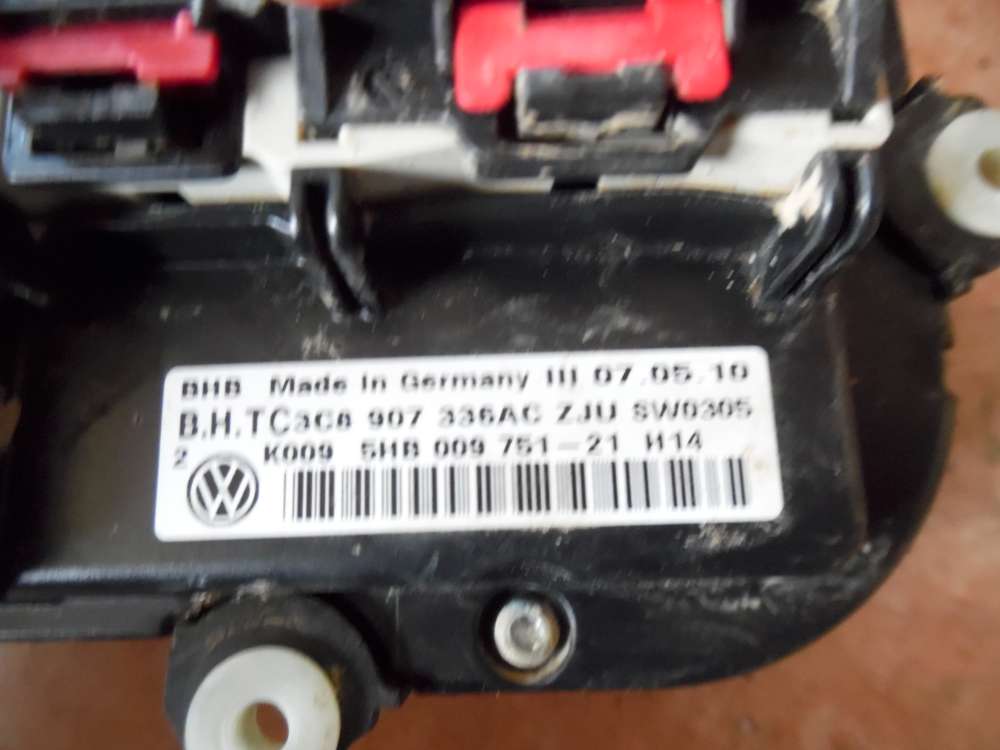 BHB Made In Germany III 07.05.10
B.H.TC 3C8 907 336AC ZJU SW0305
2 K009 5HB 009 751-21 H14
VW